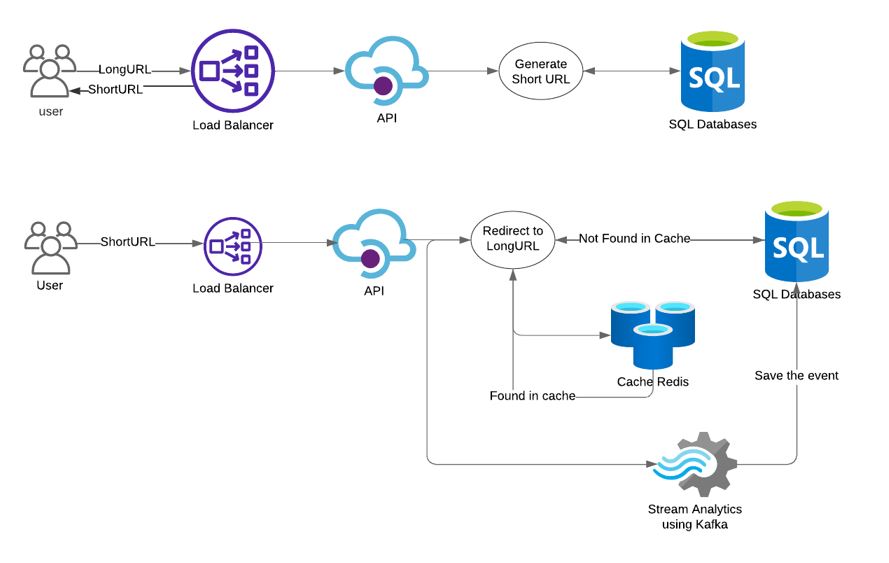 LongURL
ShortURL
user
Load Balancer
API
Generate
Short URL
SQL
SQL Databases
ShortURL
User
Load Balancer
API
Redirect to
LongURL
Not Found in Cache
SQL
SQL Databases
Cache Redis
Found in cache
Save the event
Stream Analytics
using Kafka